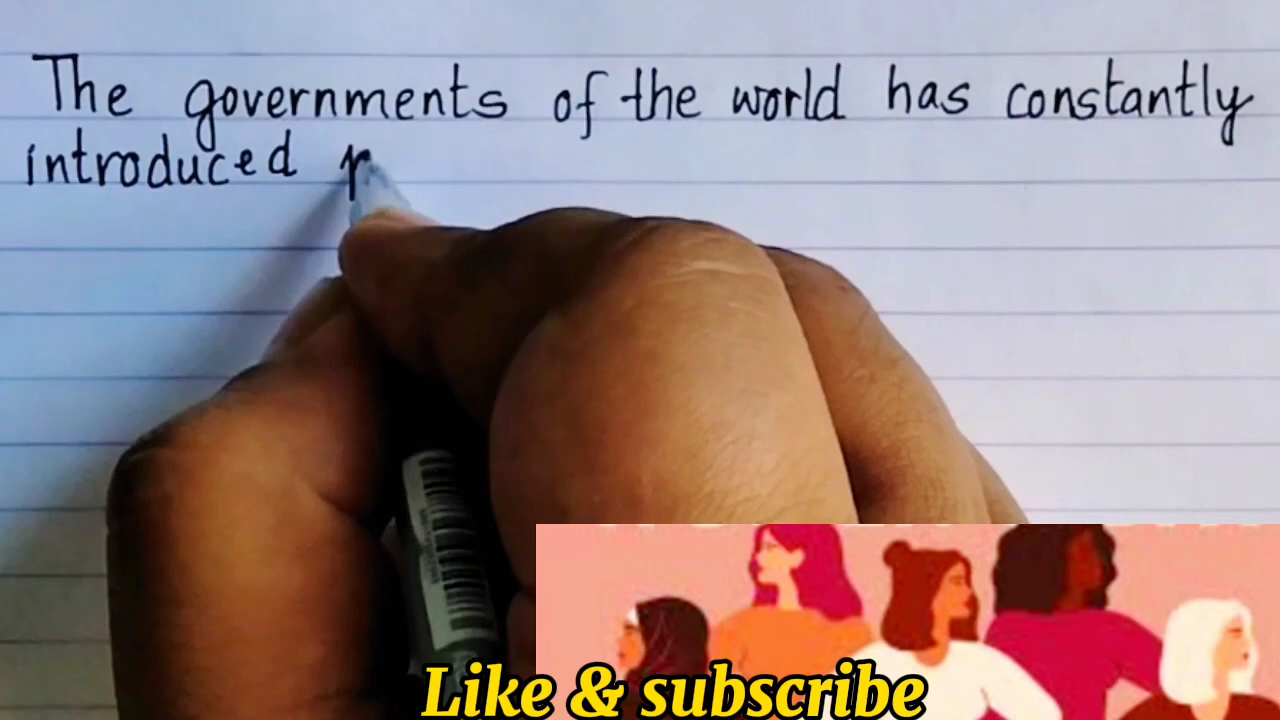 The governments of the world has constantly
introduced
Like & subscribe